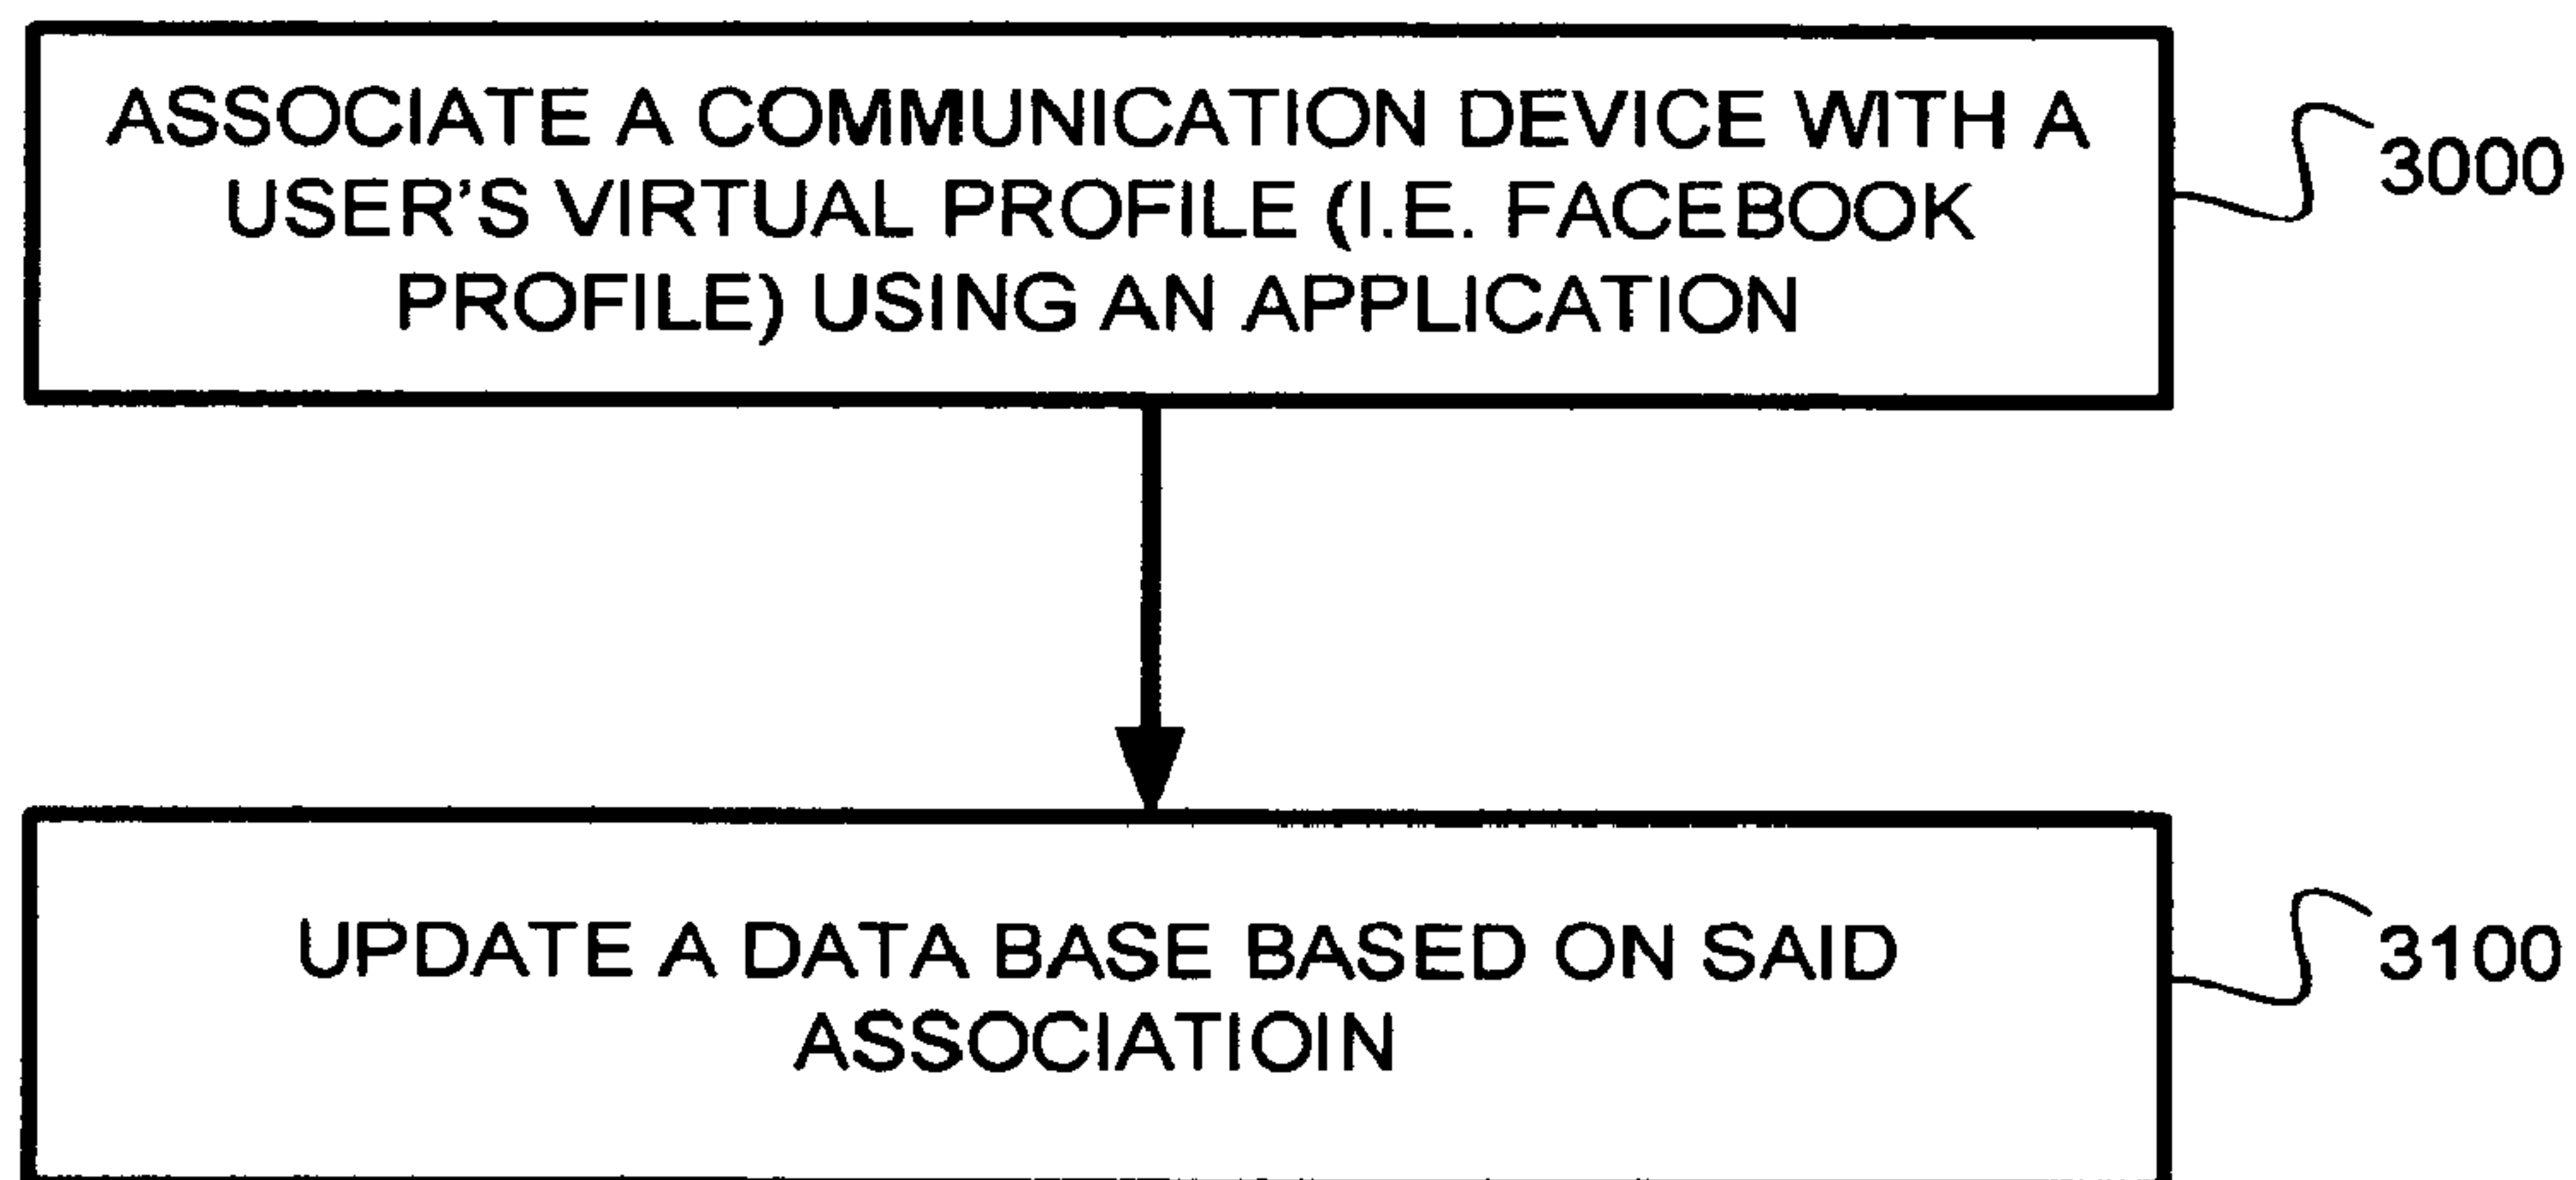 ASSOCIATE A COMMUNICATION DEVICE WITH A
USER'S VIRTUAL PROFILE (I.E. FACEBOOK
PROFILE) USING AN APPLICATION
3000
UPDATE A DATA BASE BASED ON SAID
ASSOCIATIOIN
3100